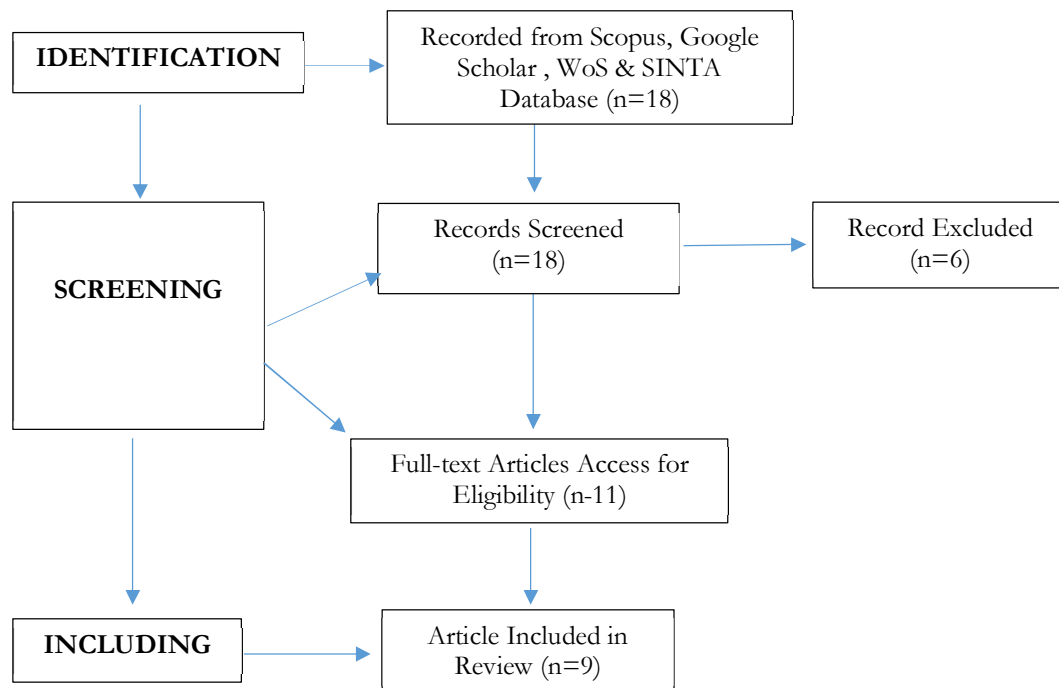 IDENTIFICATION
Recorded from Scopus, Google
Scholar , WoS & SINTA
Database (n=18)
SCREENING
Records Screened
(n=18)
Record Excluded
(n=6)
Full-text Articles Access for
Eligibility (n-11)
INCLUDING
Article Included in
Review (n=9)